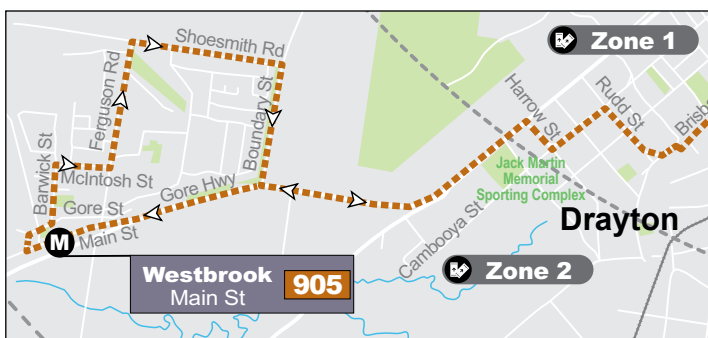 Shoesmith Rd
Zone 1
Ferguson Rd
Boundary St
Harrow St
Rudd St
Barwick St
McIntosh St
Gore Hwy
Jack Martin
Memorial
Sporting Complex
Gore St
Main St
M
Cambooya St
Drayton
Westbrook
Main St
905
Zone 2